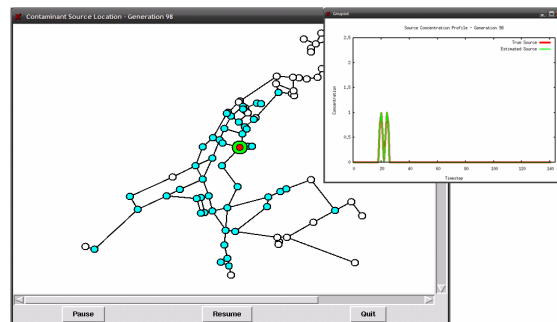 Contaminant Source Location - Generation 98
Gnuplot
Source Concentration Profile - Generation 98
True Source
Estimated Source
2.5
2
1.5
1
0.5
0
Concentration
0 20 40 60 80 100 120 140
Timestep
Pause Resume Quit